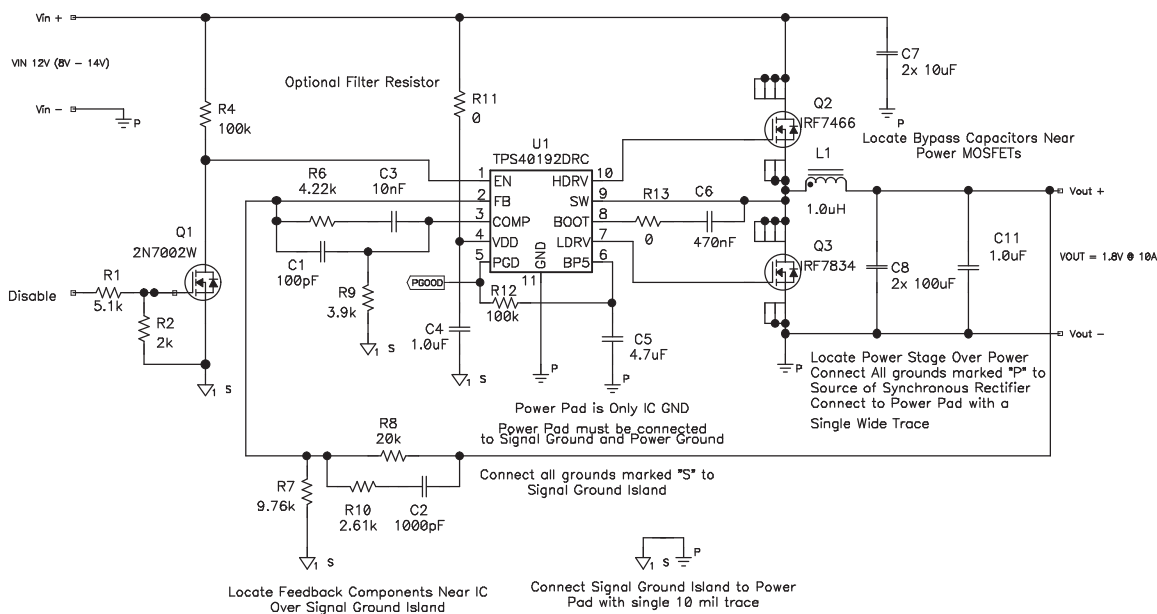 Vin +
VIN 12V (8V – 14V)
Vin -
P
R4
100k
Optional Filter Resistor
R11
0
C7
2x 10uF
P
Q2
IRF7466
Locate Bypass Capacitors Near
Power MOSFETs
U1
TPS40192DRC
1 EN HDRV 10
2 FB SW 9
3 COMP BOOT 8
4 VDD LDRV 7
5 PGD BP5 6
GND
11
R6
4.22k
C3
10nF
C1
100pF
R9
3.9k
1 S
R13
0
C6
470nF
L1
1.0uH
Vout +
Q1
2N7002W
Disable
R1
5.1k
R2
2k
1 S
PGOOD
R12
100k
C4
1.0uF
1 S
P
C5
4.7uF
P
Q3
IRF7834
C8
2x 100uF
C11
1.0uF
VOUT = 1.8V @ 10A
Vout –
P
Locate Power Stage Over Power
Connect All grounds marked "P" to
Source of Synchronous Rectifier
Connect to Power Pad with a
Single Wide Trace
Power Pad is Only IC GND
Power Pad must be connected
to Signal Ground and Power Ground
R8
20k
Connect all grounds marked "S" to
Signal Ground Island
R7
9.76k
R10
2.61k
C2
1000pF
1 S
1 S
P
Locate Feedback Components Near IC
Over Signal Ground Island
Connect Signal Ground Island to Power
Pad with single 10 mil trace